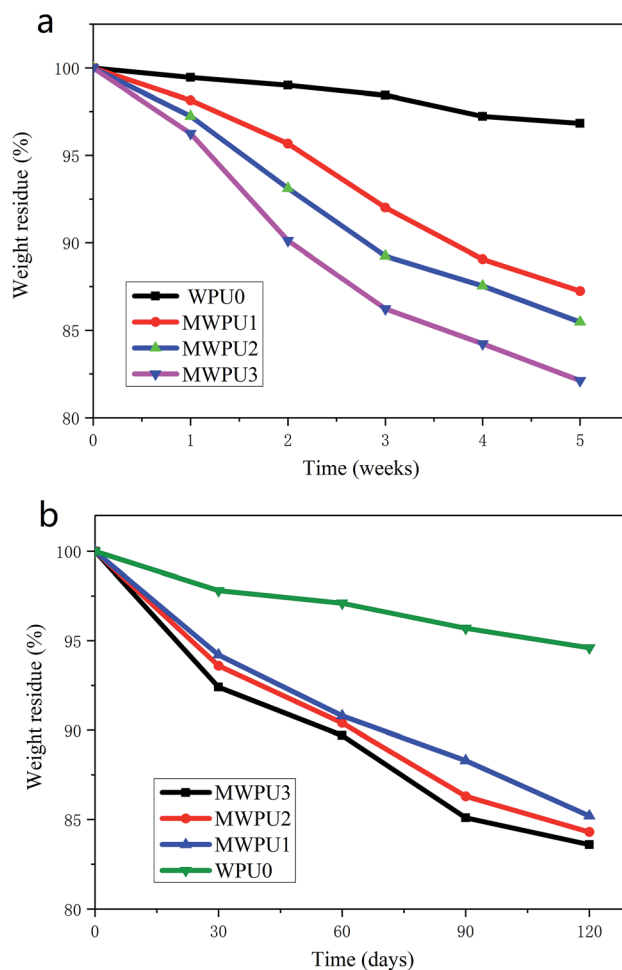 a
100
95
90
85
80
Weight residue (%)
WPU0
MWPU1
MWPU2
MWPU3
0 1 2 3 4 5
Time (weeks)
b
100
95
90
85
80
Weight residue (%)
MWPU3
MWPU2
MWPU1
WPU0
0 30 60 90 120
Time (days)